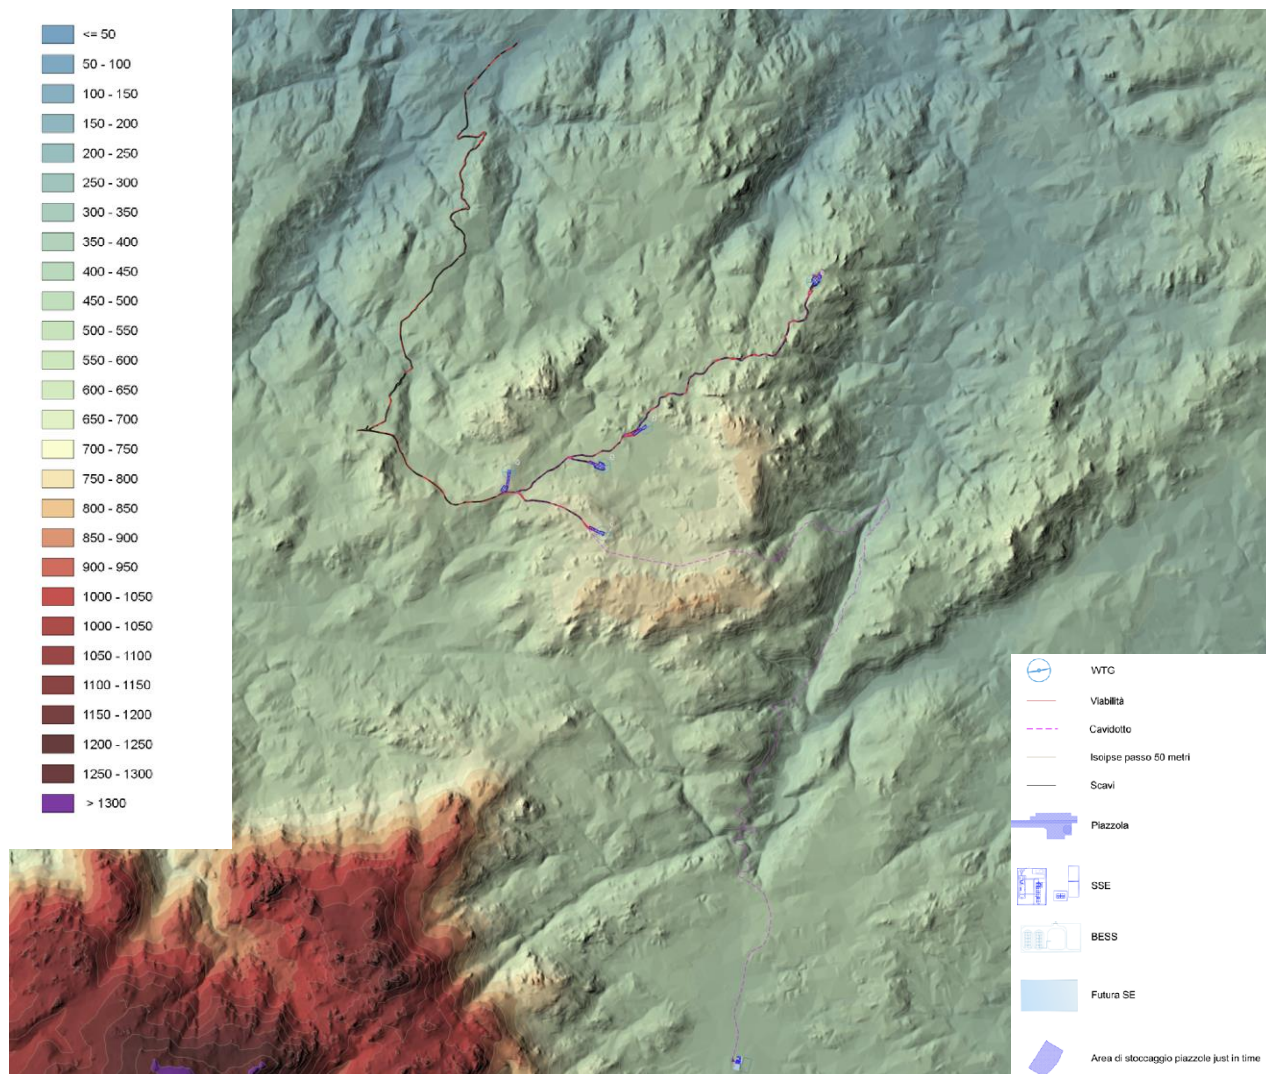 <= 50
50 - 100
100 - 150
150 - 200
200 - 250
250 - 300
300 - 350
350 - 400
400 - 450
450 - 500
500 - 550
550 - 600
600 - 650
650 - 700
700 - 750
750 - 800
800 - 850
850 - 900
900 - 950
1000 - 1050
1000 - 1050
1050 - 1100
1100 - 1150
1150 - 1200
1200 - 1250
1250 - 1300
> 1300
WTG
Viabilità
Cavidotto
Isoipse passo 50 metri
Scavi
Piazzola
SSE
BESS
Futura SE
Area di stoccaggio piazzole just in time